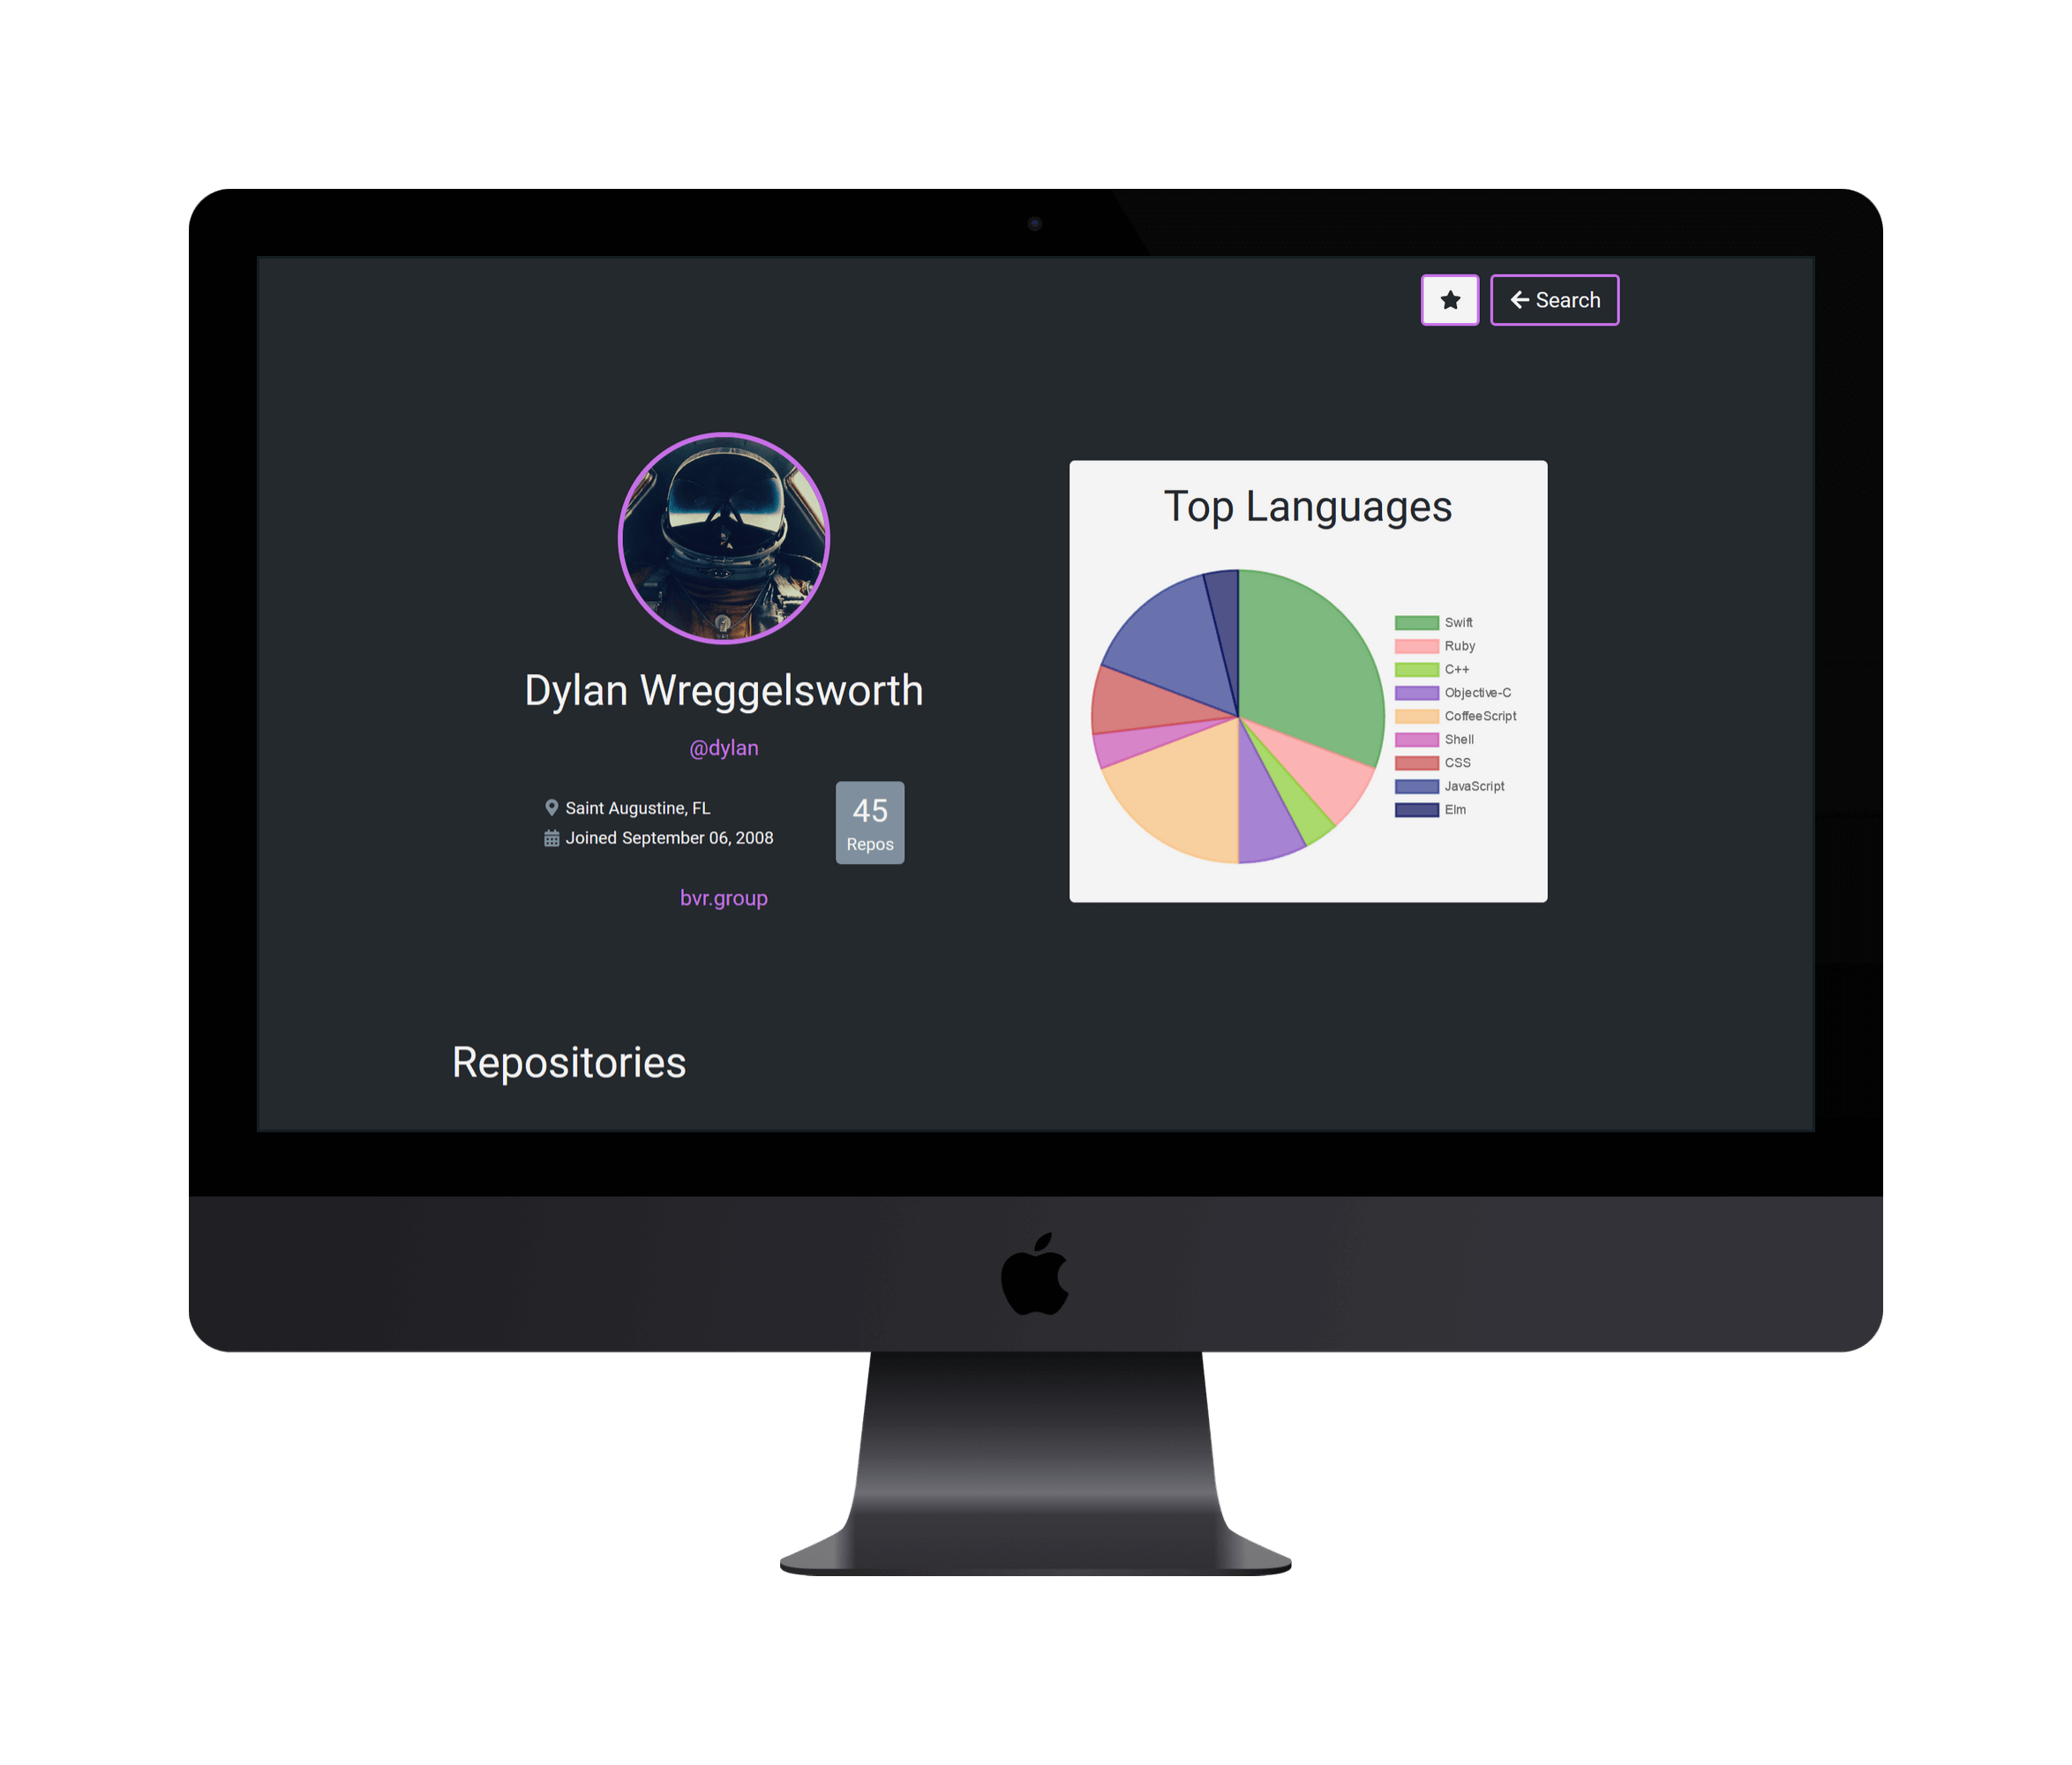 Search
Dylan Wreggelsworth
@dylan
Saint Augustine, FL
Joined September 06, 2008
45
Repos
bvr.group
Top Languages
Swift
Ruby
C++
Objective-C
CoffeeScript
Shell
CSS
JavaScript
Elm
Repositories